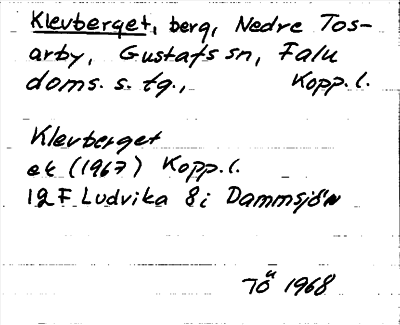 Klevberget, berg, Nedre Tos-
arby, Gustafs sn, Falu
doms. s. tg., Kopp. l.
Klevberget
ek (1967) Kopp. l.
12 F Ludvika 8i Dammsjön
TÖu 1968